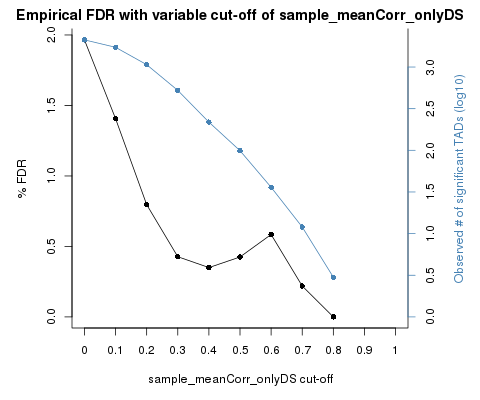 Empirical FDR with variable cut-off of sample_meanCorr_onlyDS
2.0
1.5
1.0
0.5
0.0
% FDR
3.0
2.5
2.0
1.5
1.0
0.5
0.0
Observed # of significant TADs (log10)
0 0.1 0.2 0.3 0.4 0.5 0.6 0.7 0.8 0.9 1
sample_meanCorr_onlyDS cut-off